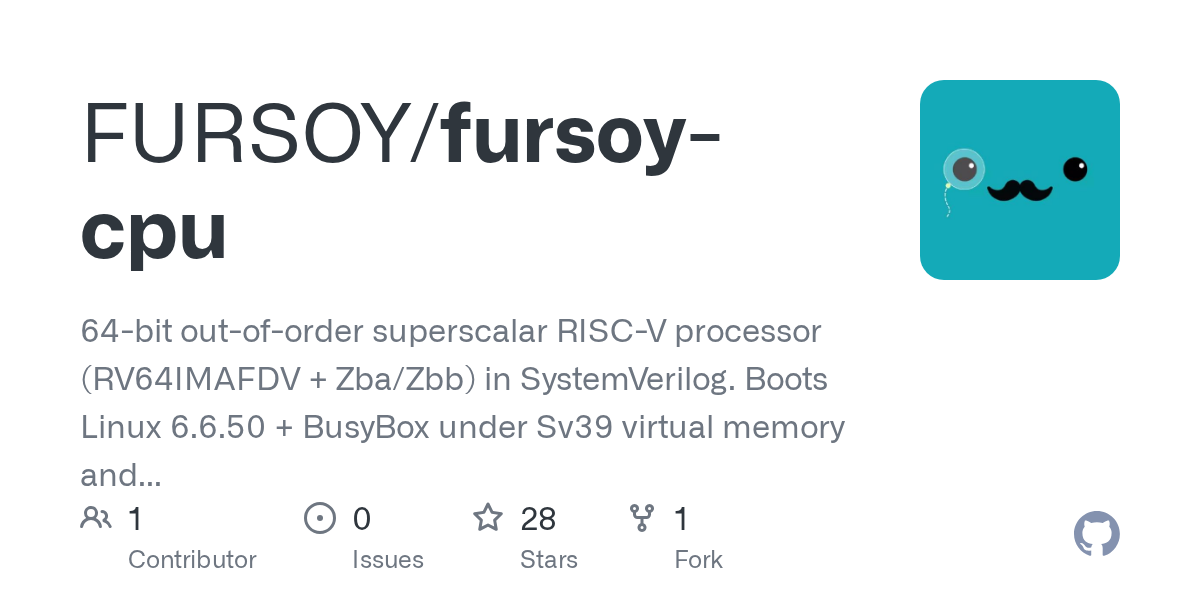 FURSOY/fursoy-
cpu
64-bit out-of-order superscalar RISC-V processor
(RV64IMAFDV + Zba/Zbb) in SystemVerilog. Boots
Linux 6.6.50 + BusyBox under Sv39 virtual memory
and...
1 0 28 1
Contributor Issues Stars Fork